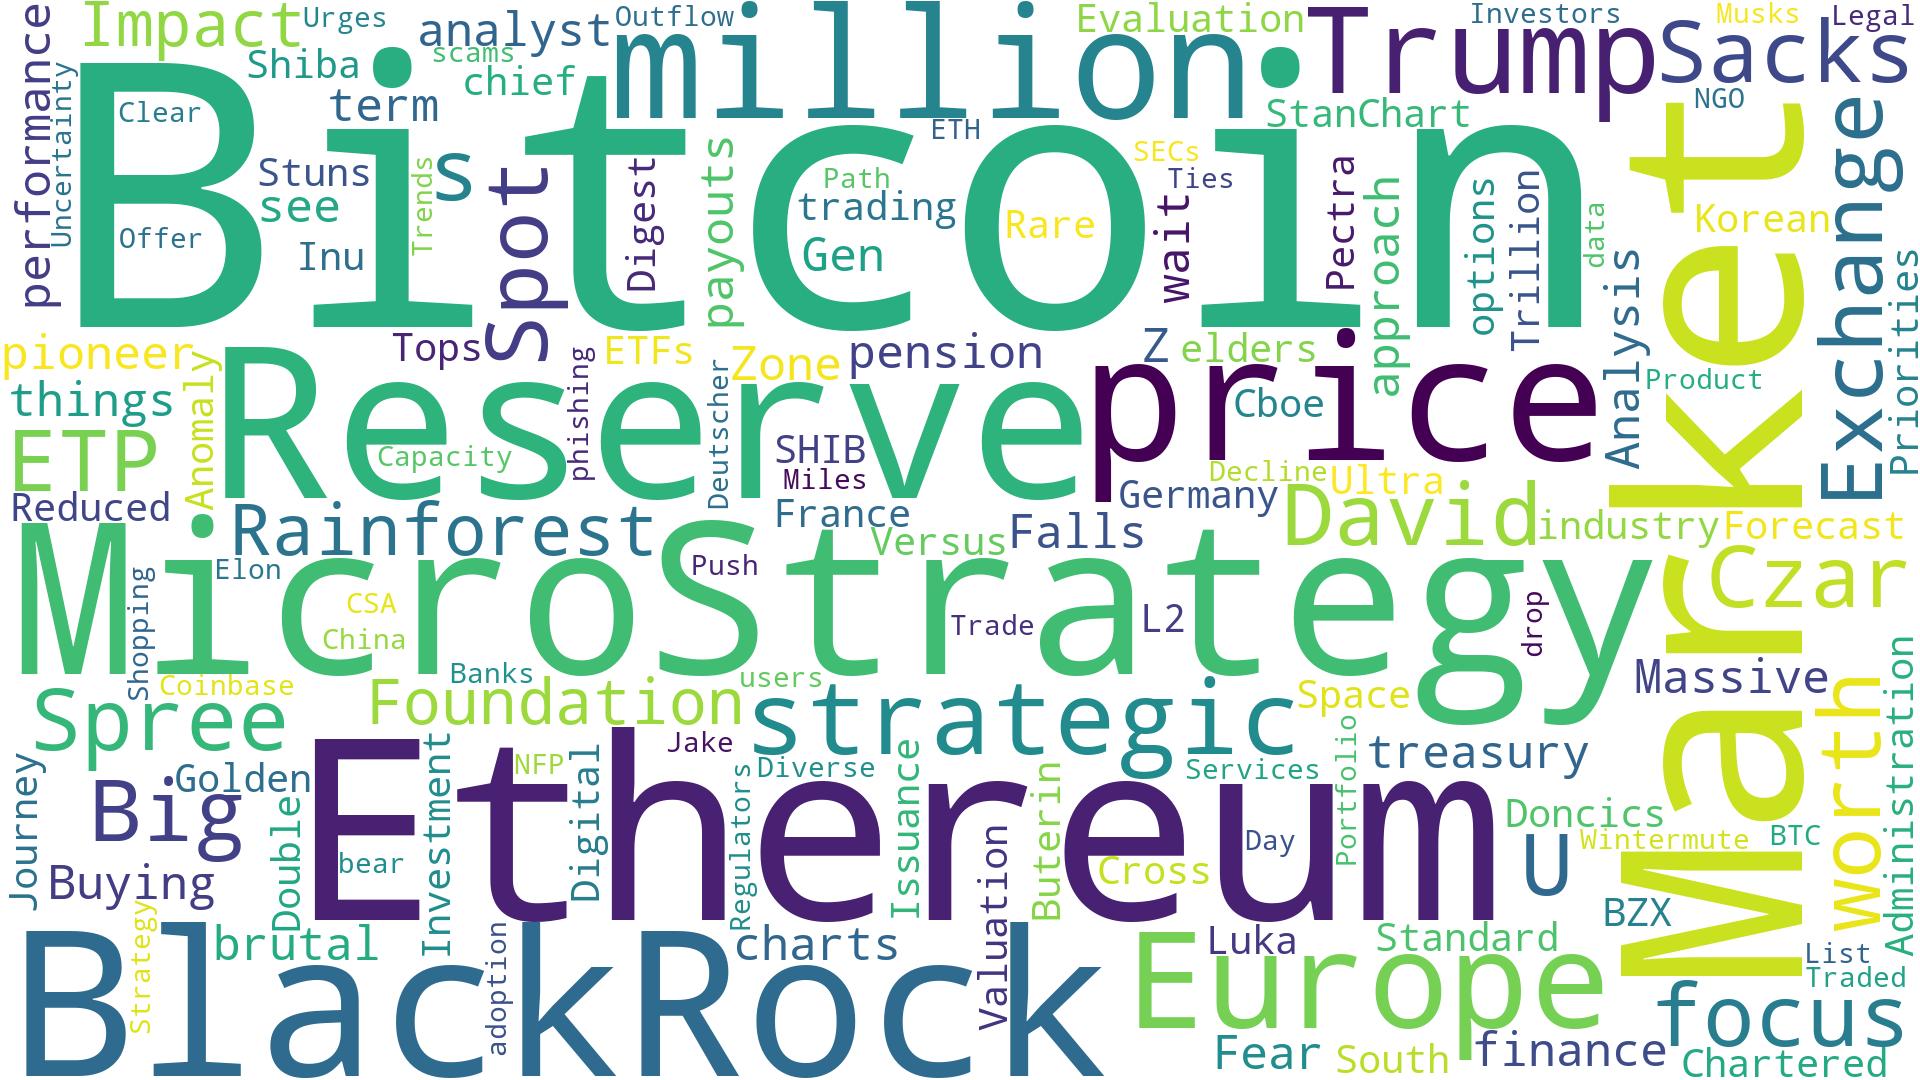 performance
Impact
Urges
analyst
Outflow
million
Evaluation
Trump
Investors
Musks
Legal
Sacks
Uncertainty
Shiba
scams
chief
term
Clear
Bitcoin
StanChart
NGO
Market
Exchange
ETH
SECs
Ties
Stuns
s
Spot
Digest
payouts
Path
trading
Rare
wait
Pectra
approach
options
Trillion
data
Korean
see
Trends
Offer
Inu
Gen
Analysis
Priorities
pioneer
Tops
phishing
ETFs
Deutscher
Zone
pension
Z
elders
price
Product
things
Anomaly
Reserve
Cboe
ETP
Capacity
SHIB
Miles
Decline
Ultra
Germany
Reduced
Rainforest
France
Versus
Falls
David
industry
Forecast
MicroStrategy
Elon
Push
Czar
Shopping
CSA
China
Trade
L2
drop
Coinbase
Banks
users
Massive
worth
Administration
Spree
Foundation
strategic
Space
Portfolio
treasury
Journey
Golden
Big
Double
Ethereum
Investment
NFP
Digital
Jake
Regulators
Diverse
Issuance
Valuation
Buterin
Services
Doncics
bear
Cross
Day
U
Wintermute
BTC
Buying
BZX
Strategy
brutal
adoption
charts
Luka
Standard
List
Traded
BlackRock
Europe
focus
Fear
South
finance
Chartered